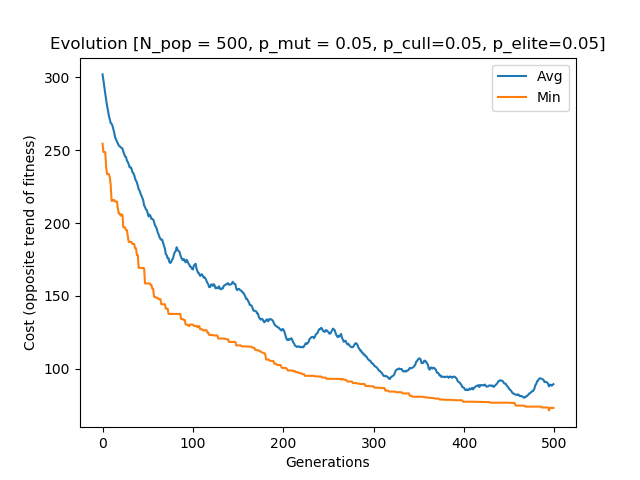 Evolution [N_pop = 500, p_mut = 0.05, p_cull=0.05, p_elite=0.05]
Avg
Min
Cost (opposite trend of fitness)
300
250
200
150
100
0 100 200 300 400 500
Generations